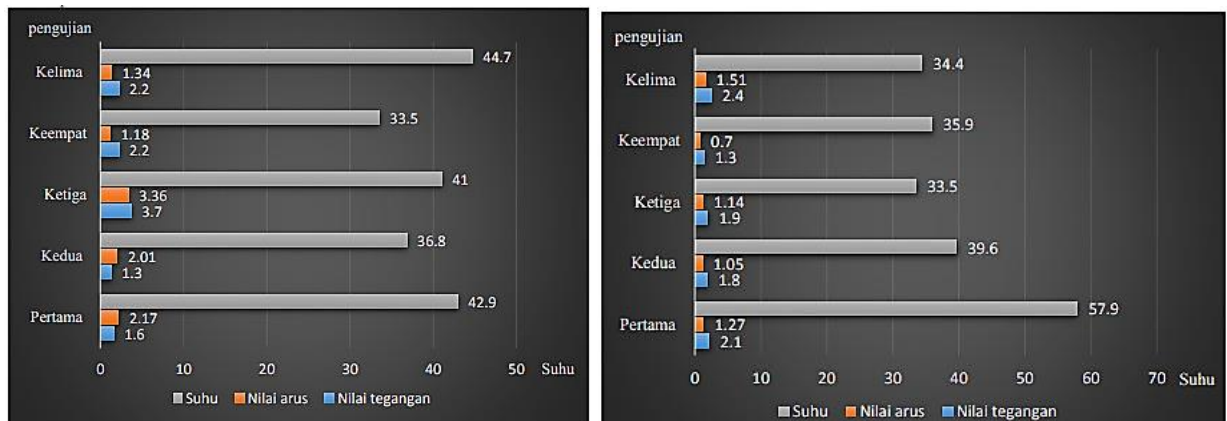 pengujian
Kelima
44.7
1.34
2.2
Keempat
33.5
1.18
2.2
Ketiga
41
3.36
3.7
Kedua
36.8
2.01
1.3
Pertama
42.9
2.17
1.6
0 10 20 30 40 50 Suhu
Suhu Nilai arus Nilai tegangan
pengujian
Kelima
34.4
1.51
2.4
Keempat
35.9
0.7
1.3
Ketiga
33.5
1.14
1.9
Kedua
39.6
1.05
1.8
Pertama
57.9
1.27
2.1
0 10 20 30 40 50 60 70 Suhu
Suhu Nilai arus Nilai tegangan